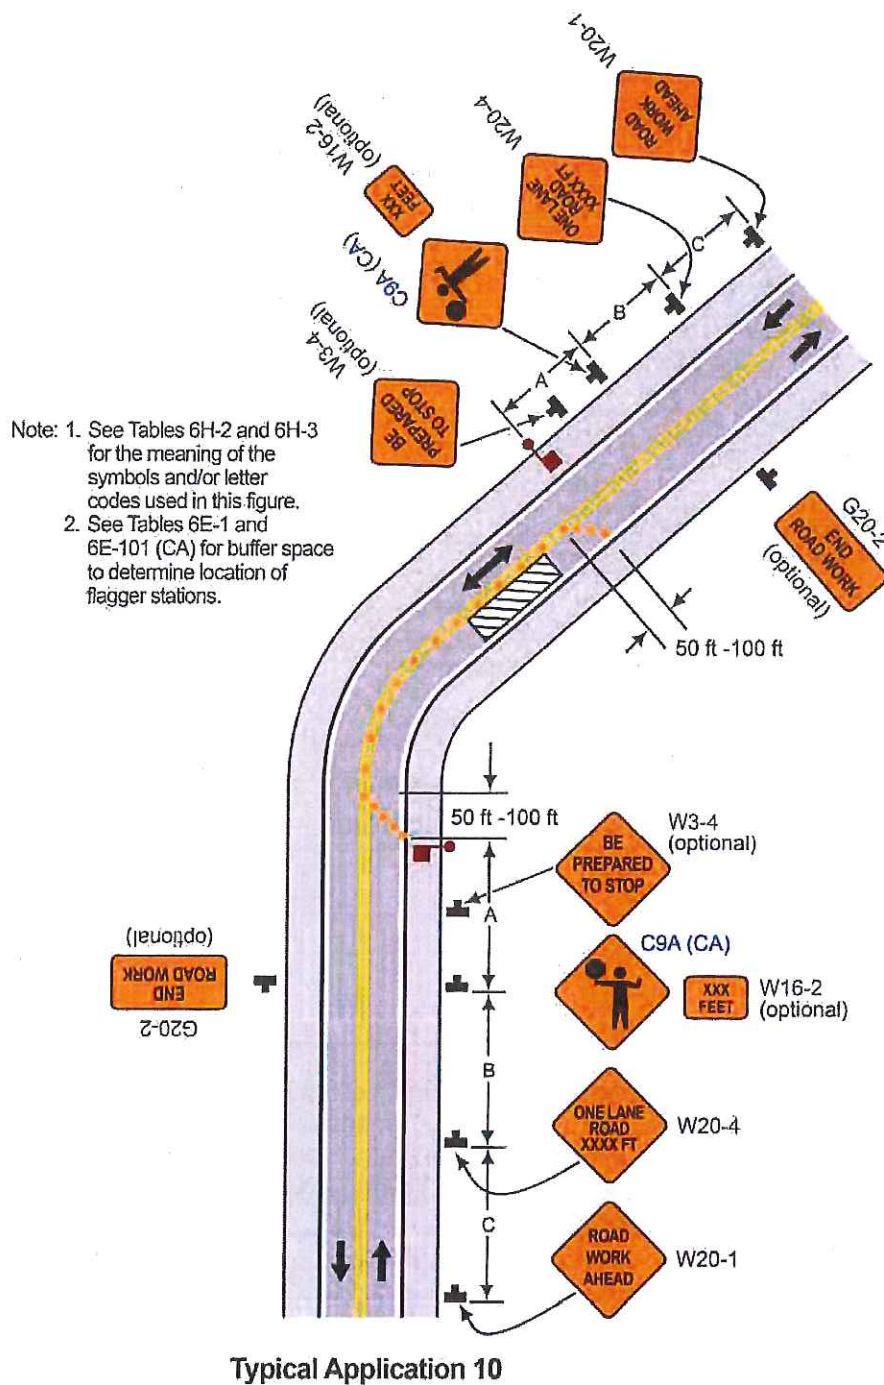 W20-1
ROAD
WORK
AHEAD
W20-4
ONE LANE
ROAD
XXXX FT
W16-2
(optional)
XXX
FEET
C9A (CA)
W3-4
(optional)
BE
PREPARED
TO STOP
C
B
A
Note: 1. See Tables 6H-2 and 6H-3
for the meaning of the
symbols and/or letter
codes used in this figure.
2. See Tables 6E-1 and
6E-101 (CA) for buffer space
to determine location of
flagger stations.
G20-2
END
ROAD WORK
(optional)
50 ft -100 ft
50 ft -100 ft
BE
PREPARED
TO STOP
W3-4
(optional)
A
C9A (CA)
XXX
FEET
W16-2
(optional)
G20-2
END
ROAD WORK
(optional)
B
ONE LANE
ROAD
XXXX FT
W20-4
C
ROAD
WORK
AHEAD
W20-1
Typical Application 10